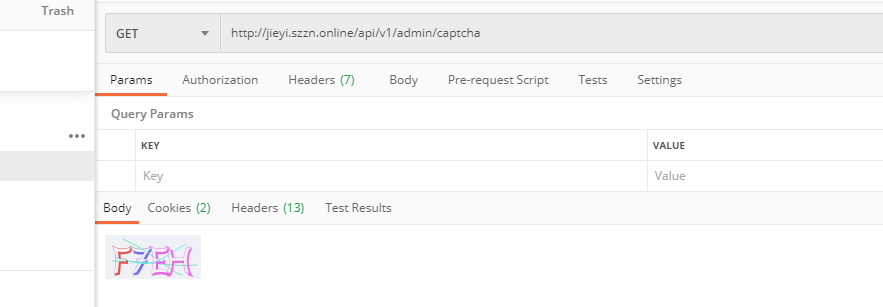 Trash
GET http://jieyi.szzn.online/api/v1/admin/captcha
Params Authorization Headers (7) Body Pre-request Script Tests Settings
Query Params
KEY VALUE
Key Value
Body Cookies (2) Headers (13) Test Results
F7EH